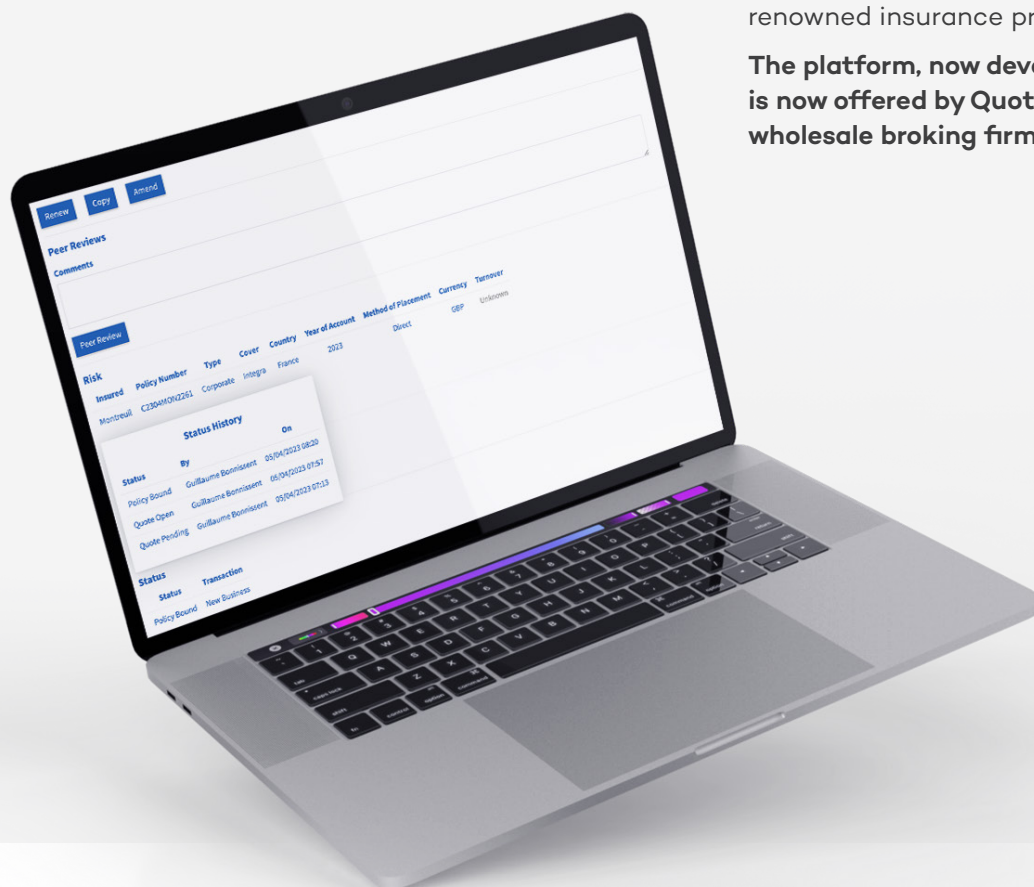 renowned insurance pr
The platform, now deve
is now offered by Quot
wholesale broking firm
Renew Copy Amend
Peer Reviews
Comments
Peer Review
Risk
Insured Policy Number Type Cover Country Year of Account Method of Placement Currency Turnover
Montreuil C2304MON2261 Corporate Integra France 2023 Direct GBP Unknown
Status History
Status By On
Policy Bound Guillaume Bonnissent 05/04/2023 08:20
Quote Open Guillaume Bonnissent 05/04/2023 07:57
Quote Pending Guillaume Bonnissent 05/04/2023 07:13
Status
Status Transaction
Policy Bound New Business